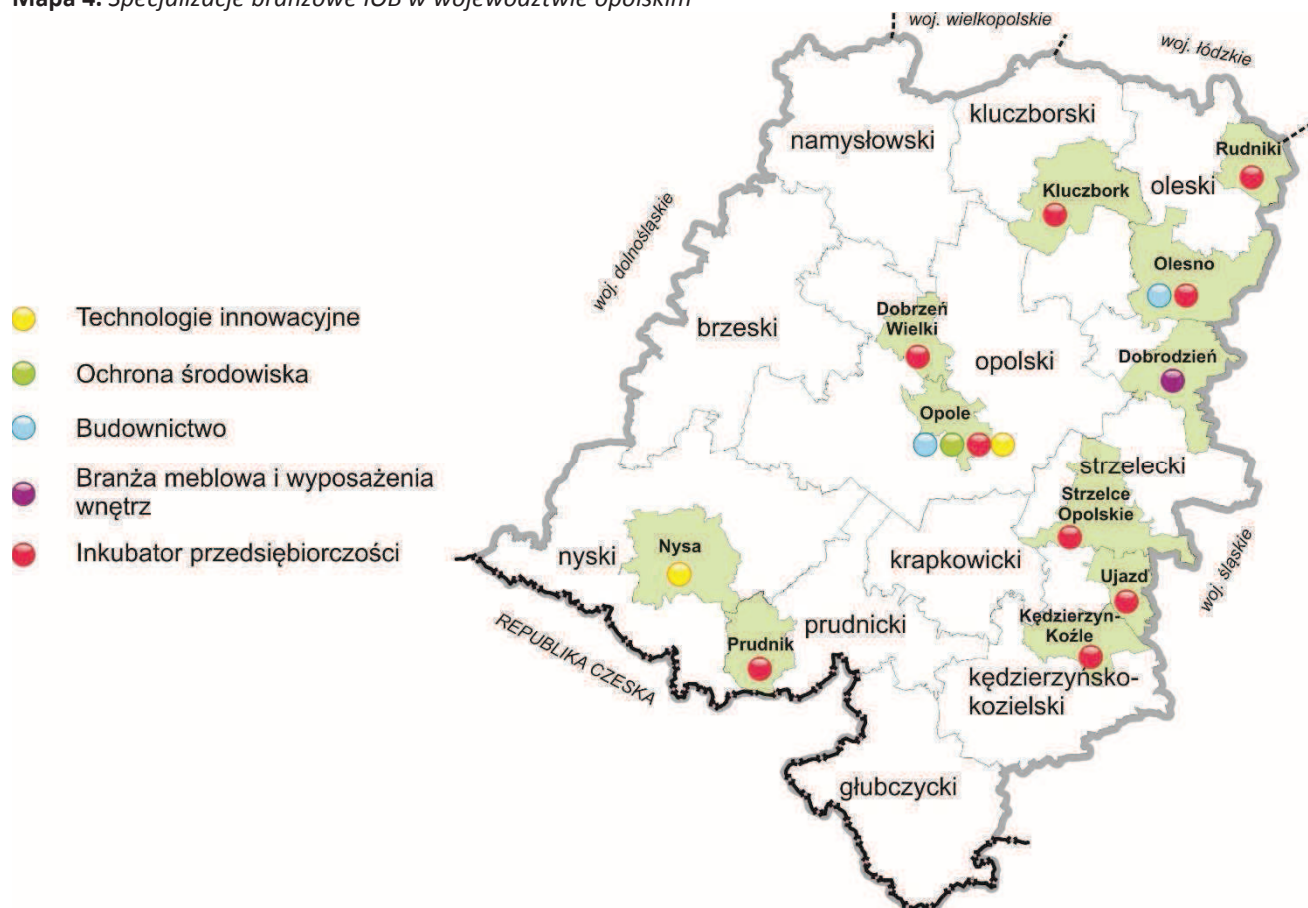 Mapa 4. Specjalizacje branżowe IOB w województwie opolskim
woj. wielkopolskie
woj. łódzkie
kluczborski
namysłowski
Rudniki
Kluczbork
oleski
woj. dolnośląskie
Olesno
Technologie innowacyjne
Dobrzeń
Wielki
brzeski
opolski
Dobrodzień
Ochrona środowiska
Opole
Budownictwo
strzelecki
Branża meblowa i wyposażenia
wnętrz
Strzelce
Opolskie
Inkubator przedsiębiorczości
nyski
Nysa
krapkowicki
Ujazd
woj. śląskie
Kędzierzyn-
Koźle
prudnicki
Prudnik
REPUBLIKA CZESKA
kędzierzyńsko-
kozielski
głubczycki